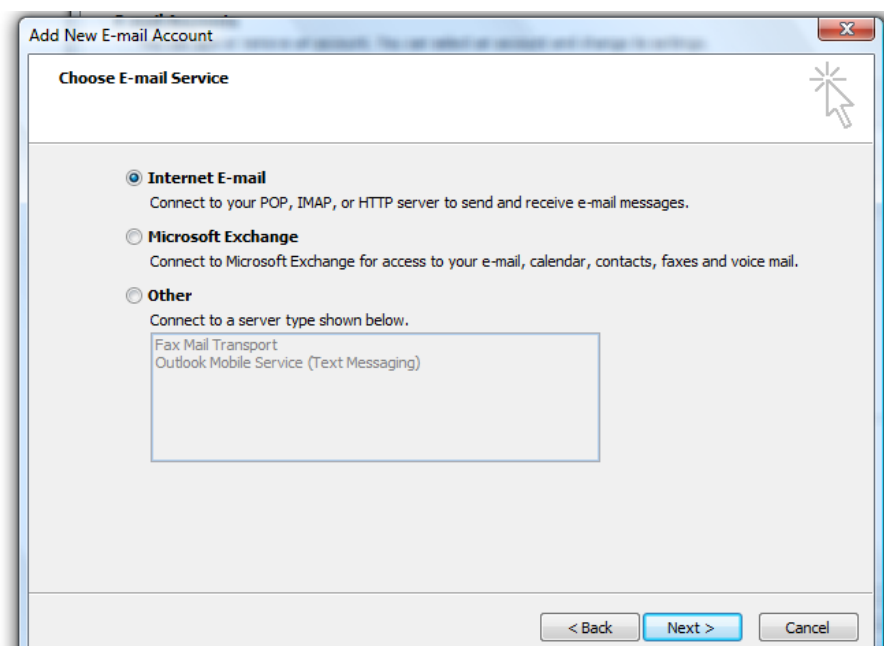 Add New E-mail Account
Choose E-mail Service
Internet E-mail
Connect to your POP, IMAP, or HTTP server to send and receive e-mail messages.
Microsoft Exchange
Connect to Microsoft Exchange for access to your e-mail, calendar, contacts, faxes and voice mail.
Other
Connect to a server type shown below.
Fax Mail Transport
Outlook Mobile Service (Text Messaging)
< Back
Next >
Cancel